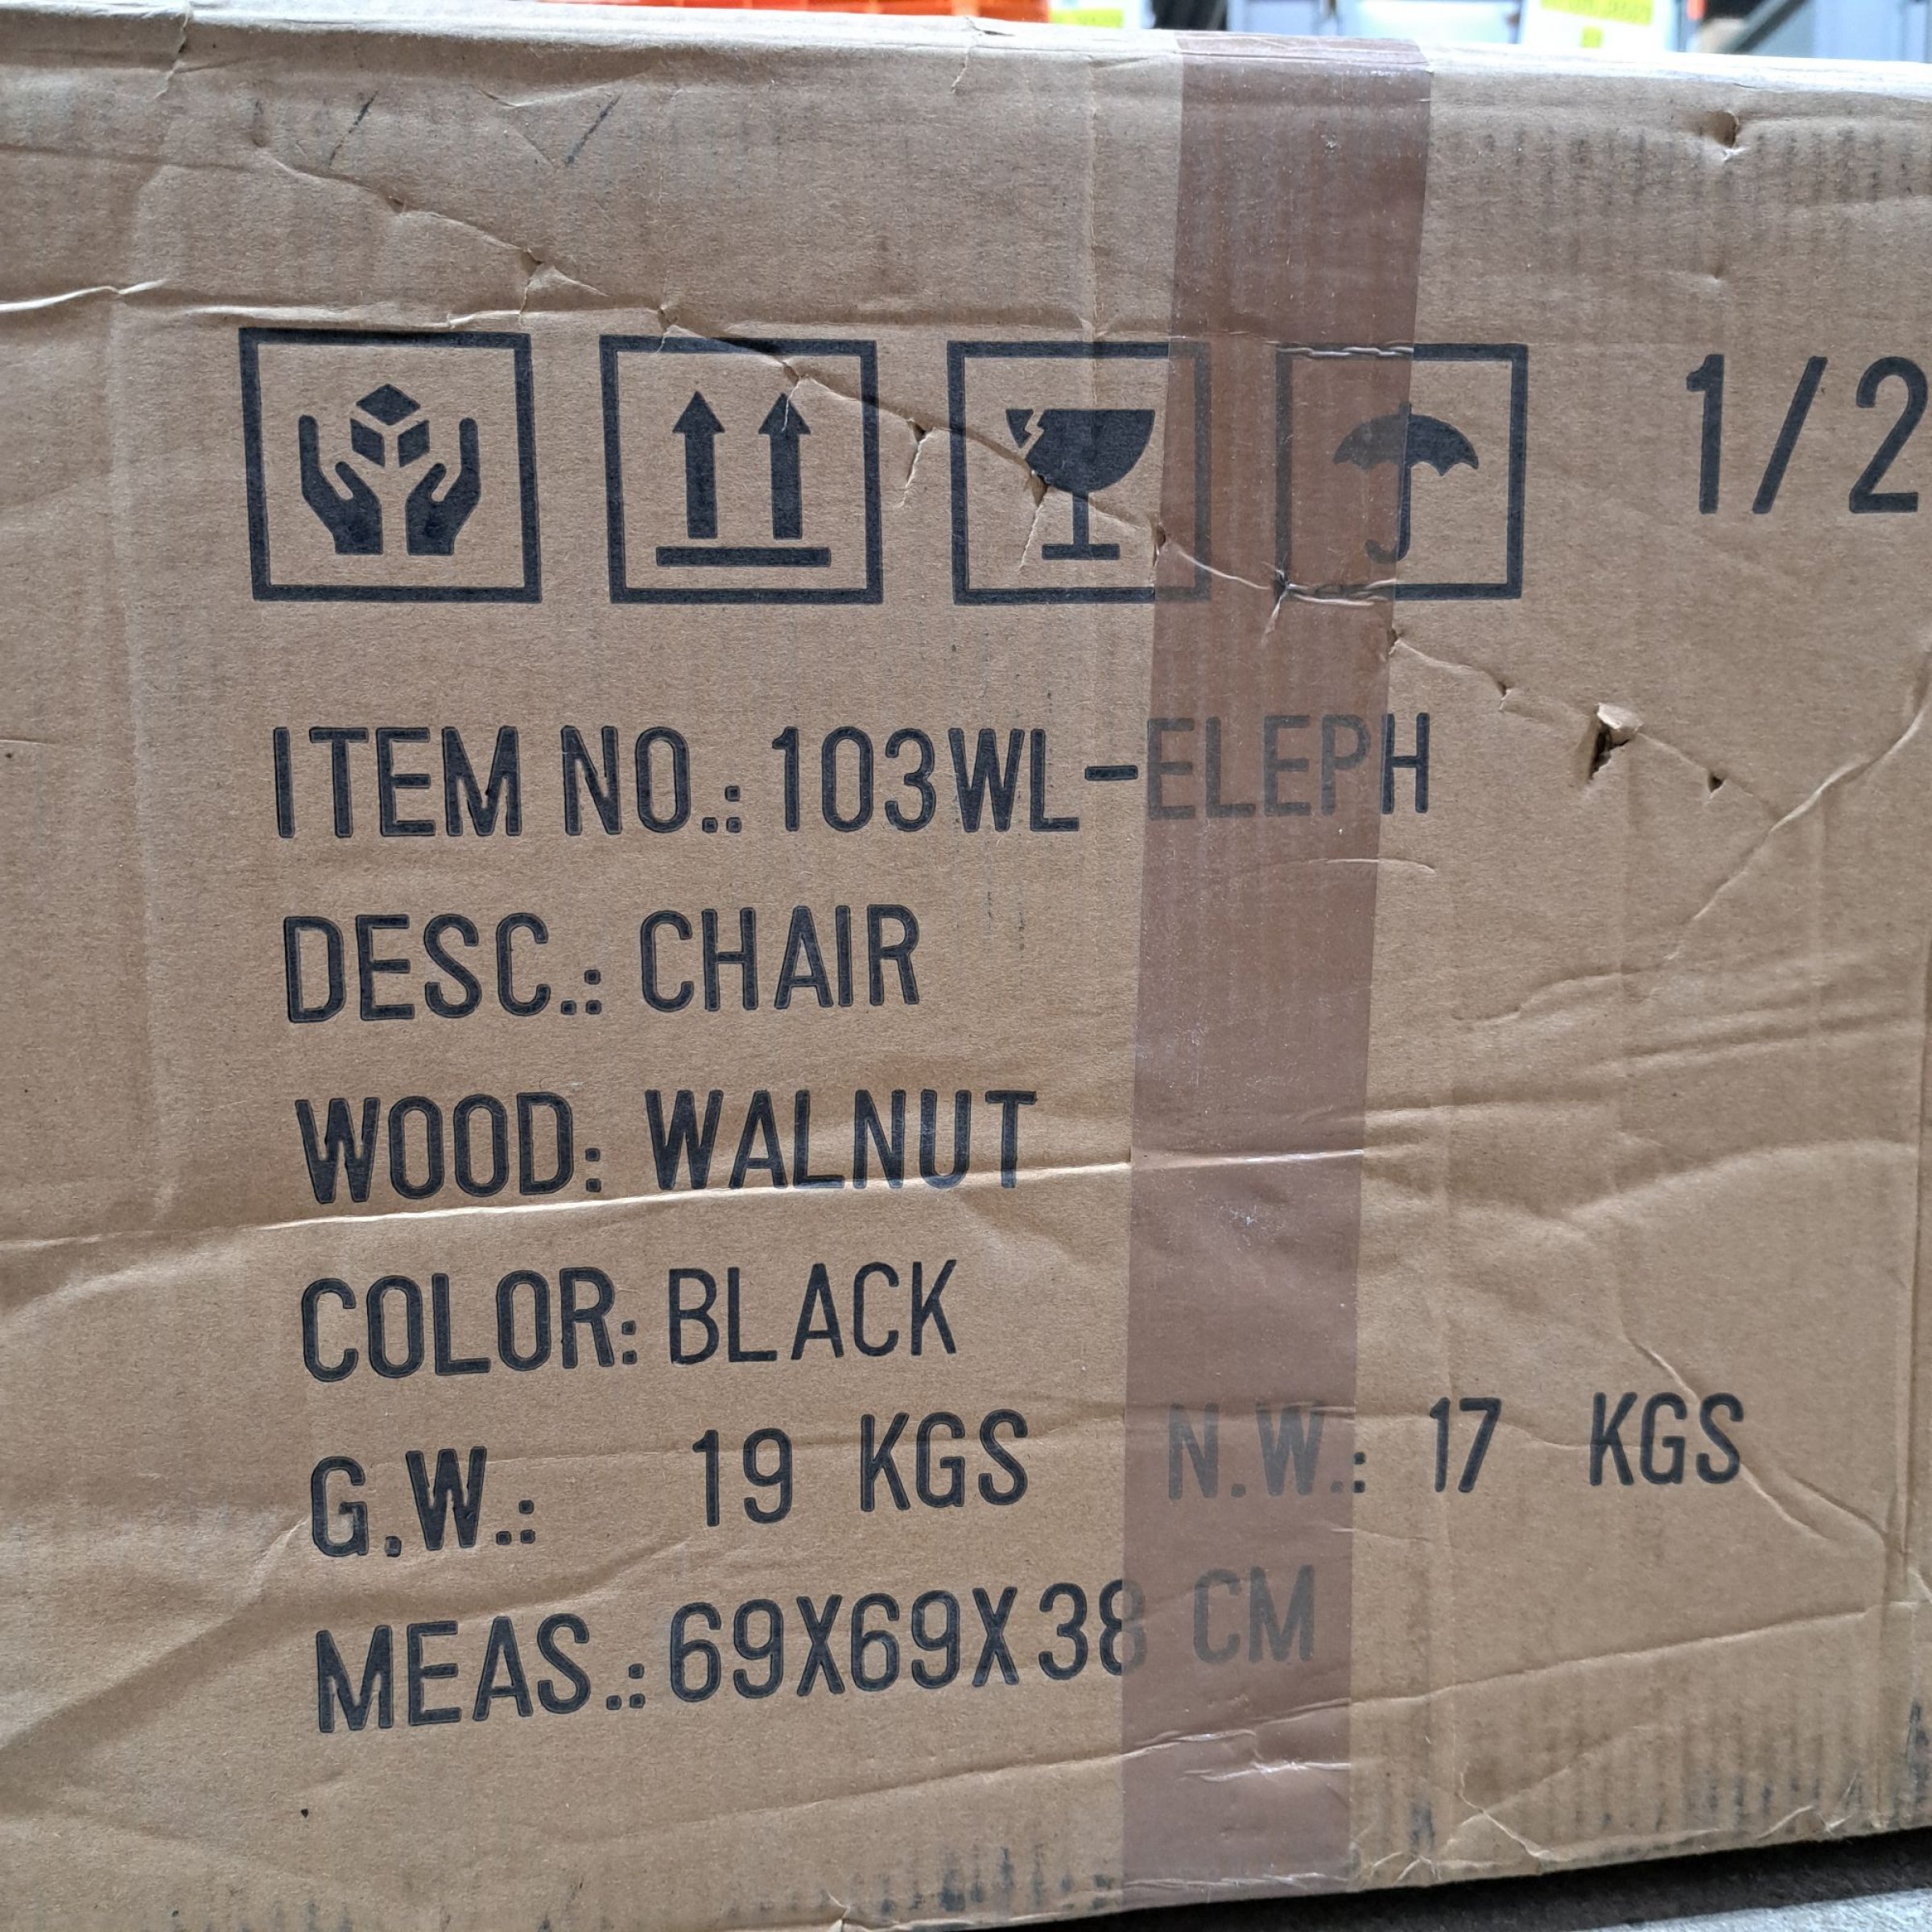 1/2
ITEM NO.: 103WL-ELEPH
DESC.: CHAIR
WOOD: WALNUT
COLOR: BLACK
G.W.: 19 KGS N.W.: 17 KGS
MEAS.: 69X69X38 CM